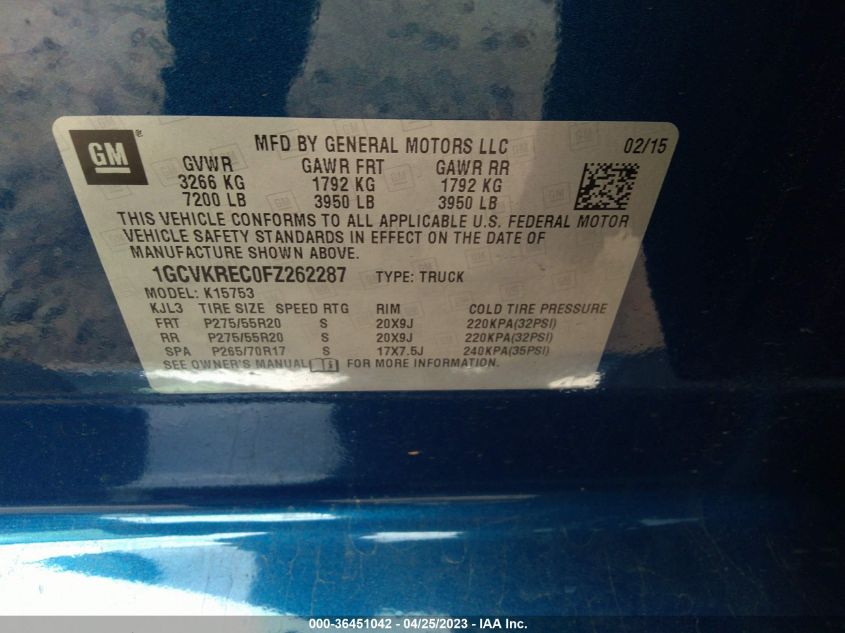 GM ® MFD BY GENERAL MOTORS LLC 02/15
GVWR GAWR FRT GAWR RR
3266 KG 1792 KG 1792 KG
7200 LB 3950 LB 3950 LB
THIS VEHICLE CONFORMS TO ALL APPLICABLE U.S. FEDERAL MOTOR
VEHICLE SAFETY STANDARDS IN EFFECT ON THE DATE OF
MANUFACTURE SHOWN ABOVE.
1GCVKREC0FZ262287 TYPE: TRUCK
MODEL: K15753
KJL3 TIRE SIZE SPEED RTG RIM COLD TIRE PRESSURE
FRT P275/55R20 S 20X9J 220KPA(32PSI)
RR P275/55R20 S 20X9J 220KPA(32PSI)
SPA P265/70R17 S 17X7.5J 240KPA(35PSI)
SEE OWNER'S MANUAL FOR MORE INFORMATION.
000-36451042 - 04/25/2023 - IAA Inc.